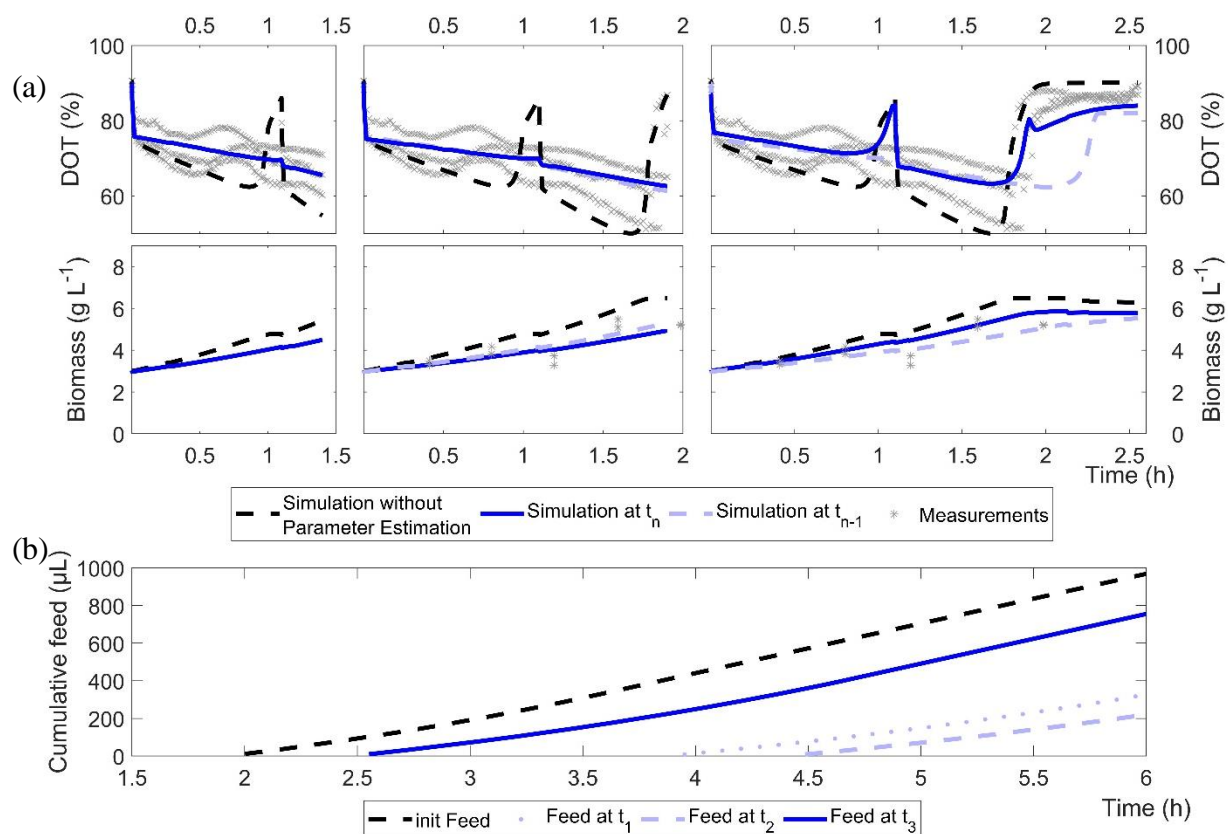 0.5 1 1.5 0.5 1 1.5 2 0.5 1 1.5 2 2.5
(a)
100 100
DOT (%) 80 80 DOT (%)
60 60
Biomass (g L-1) 8 8 Biomass (g L-1)
6 6
4 4
2 2
0 0
0.5 1 1.5 0.5 1 1.5 2 0.5 1 1.5 2 2.5
Time (h)
Simulation without
Parameter Estimation Simulation at tn Simulation at tn-1 Measurements
(b)
Cumulative feed (µL)
1000
800
600
400
200
0
1.5 2 2.5 3 3.5 4 4.5 5 5.5 6
Time (h)
init Feed Feed at t1 Feed at t2 Feed at t3